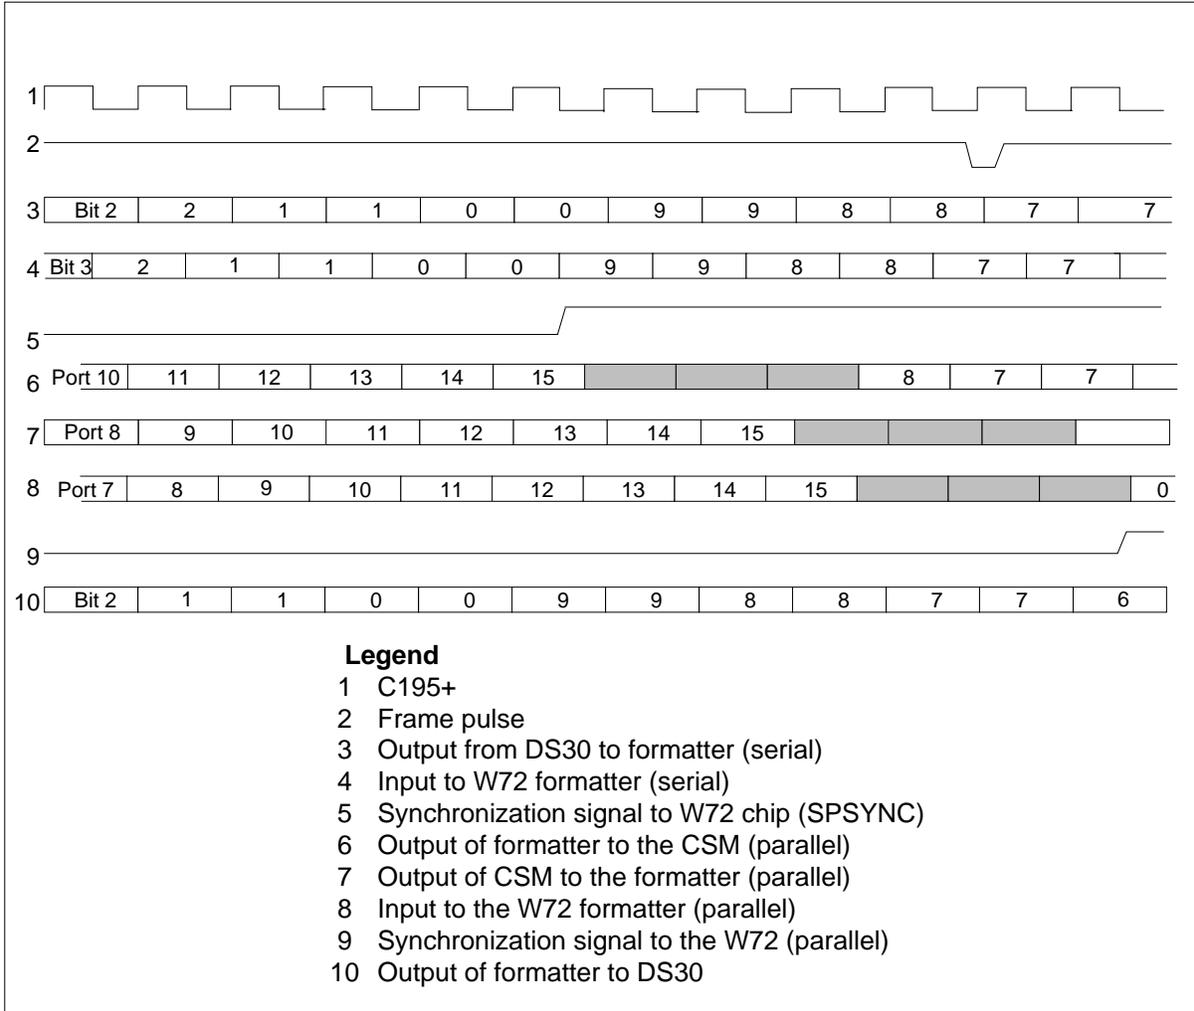 1
2
3 Bit 2 2 1 1 0 0 9 9 8 8 7 7
4 Bit 3 2 1 1 0 0 9 9 8 8 7 7
5
6 Port 10 11 12 13 14 15 8 7 7
7 Port 8 9 10 11 12 13 14 15
8 Port 7 8 9 10 11 12 13 14 15 0
9
10 Bit 2 1 1 0 0 9 9 8 8 7 7 6
Legend
1 C195+
2 Frame pulse
3 Output from DS30 to formatter (serial)
4 Input to W72 formatter (serial)
5 Synchronization signal to W72 chip (SPSYNC)
6 Output of formatter to the CSM (parallel)
7 Output of CSM to the formatter (parallel)
8 Input to the W72 formatter (parallel)
9 Synchronization signal to the W72 (parallel)
10 Output of formatter to DS30